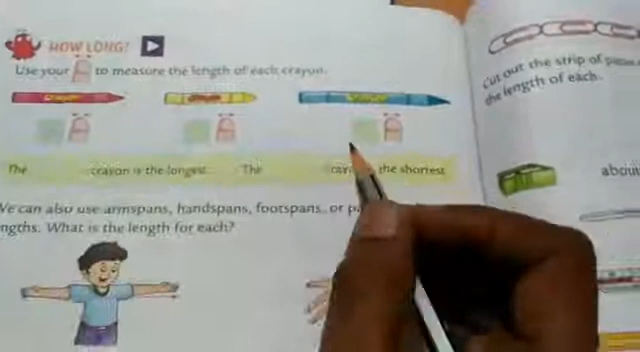 HOW LONG?
Use your to measure the length of each crayon.
The crayon is the longest. The the shortest
We can also use armspans, handspans, footspans, or
ngths. What is the length for each?
Cut out the strip of
the length of each.
about